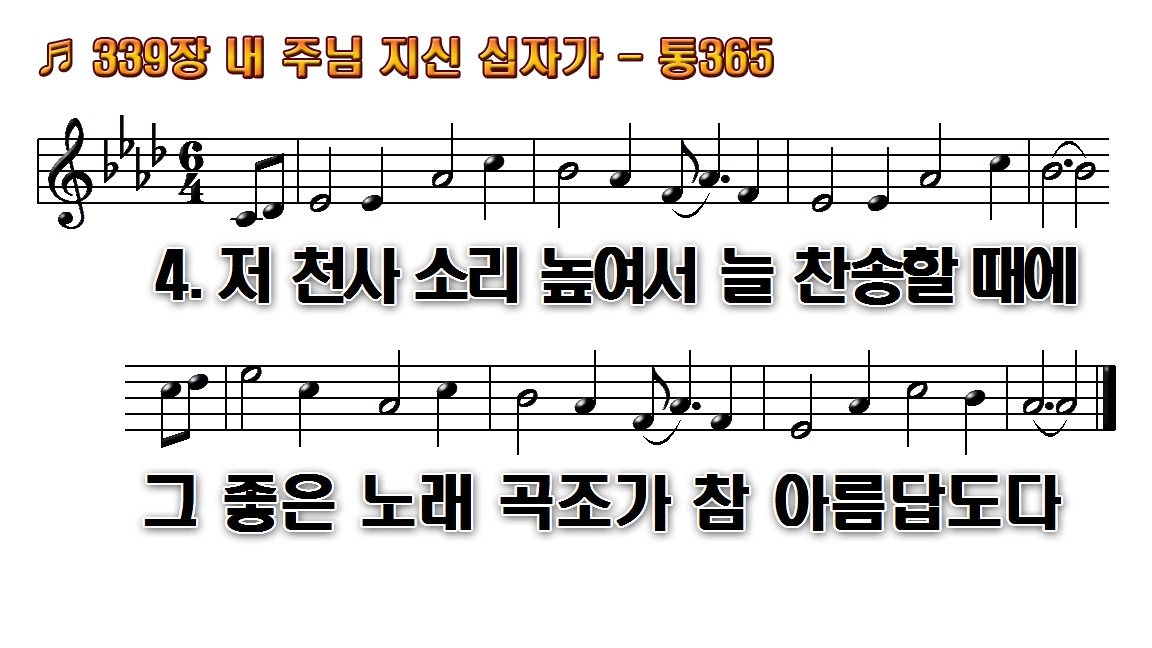 ♬ 339장 내 주님 지신 십자가 - 통365
6
4
4. 저 천사 소리 높여서 늘 찬송할 때에
그 좋은 노래 곡조가 참 아름답도다